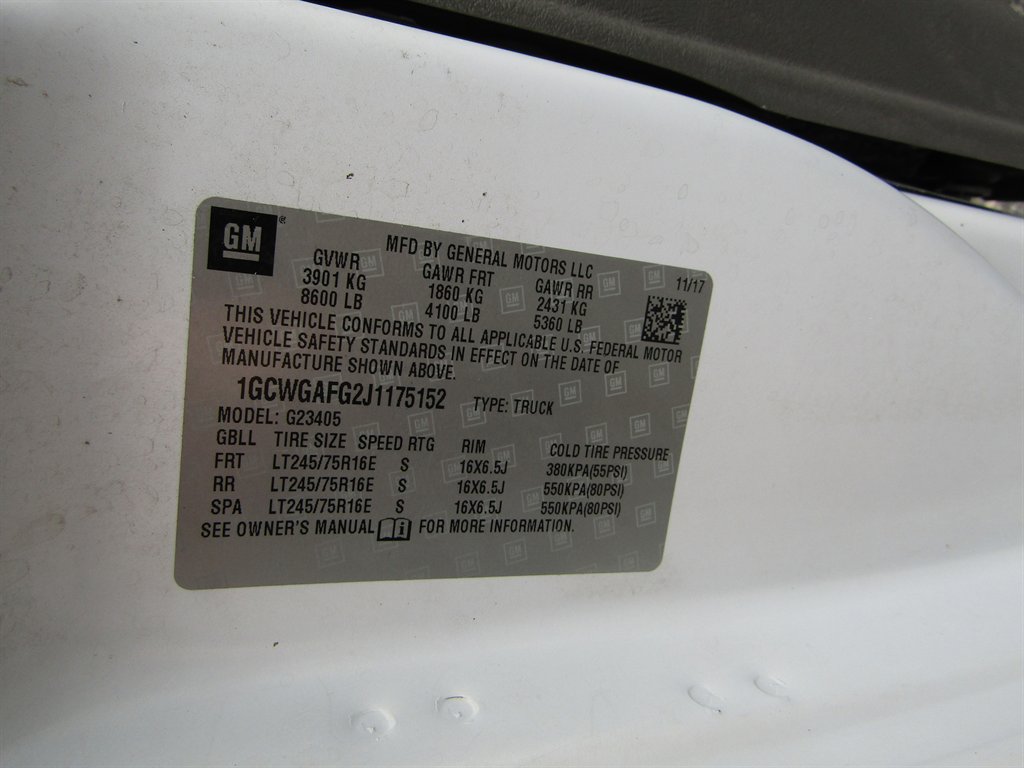 GM ®
MFD BY GENERAL MOTORS LLC
11/17
GVWR GAWR FRT GAWR RR
3901 KG 1860 KG 2431 KG
8600 LB 4100 LB 5360 LB
THIS VEHICLE CONFORMS TO ALL APPLICABLE U.S. FEDERAL MOTOR
VEHICLE SAFETY STANDARDS IN EFFECT ON THE DATE OF
MANUFACTURE SHOWN ABOVE.
1GCWGAFG2J1175152 TYPE: TRUCK
MODEL: G23405
GBLL TIRE SIZE SPEED RTG RIM COLD TIRE PRESSURE
FRT LT245/75R16E S 16X6.5J 380KPA(55PSI)
RR LT245/75R16E S 16X6.5J 550KPA(80PSI)
SPA LT245/75R16E S 16X6.5J 550KPA(80PSI)
SEE OWNER'S MANUAL i FOR MORE INFORMATION.